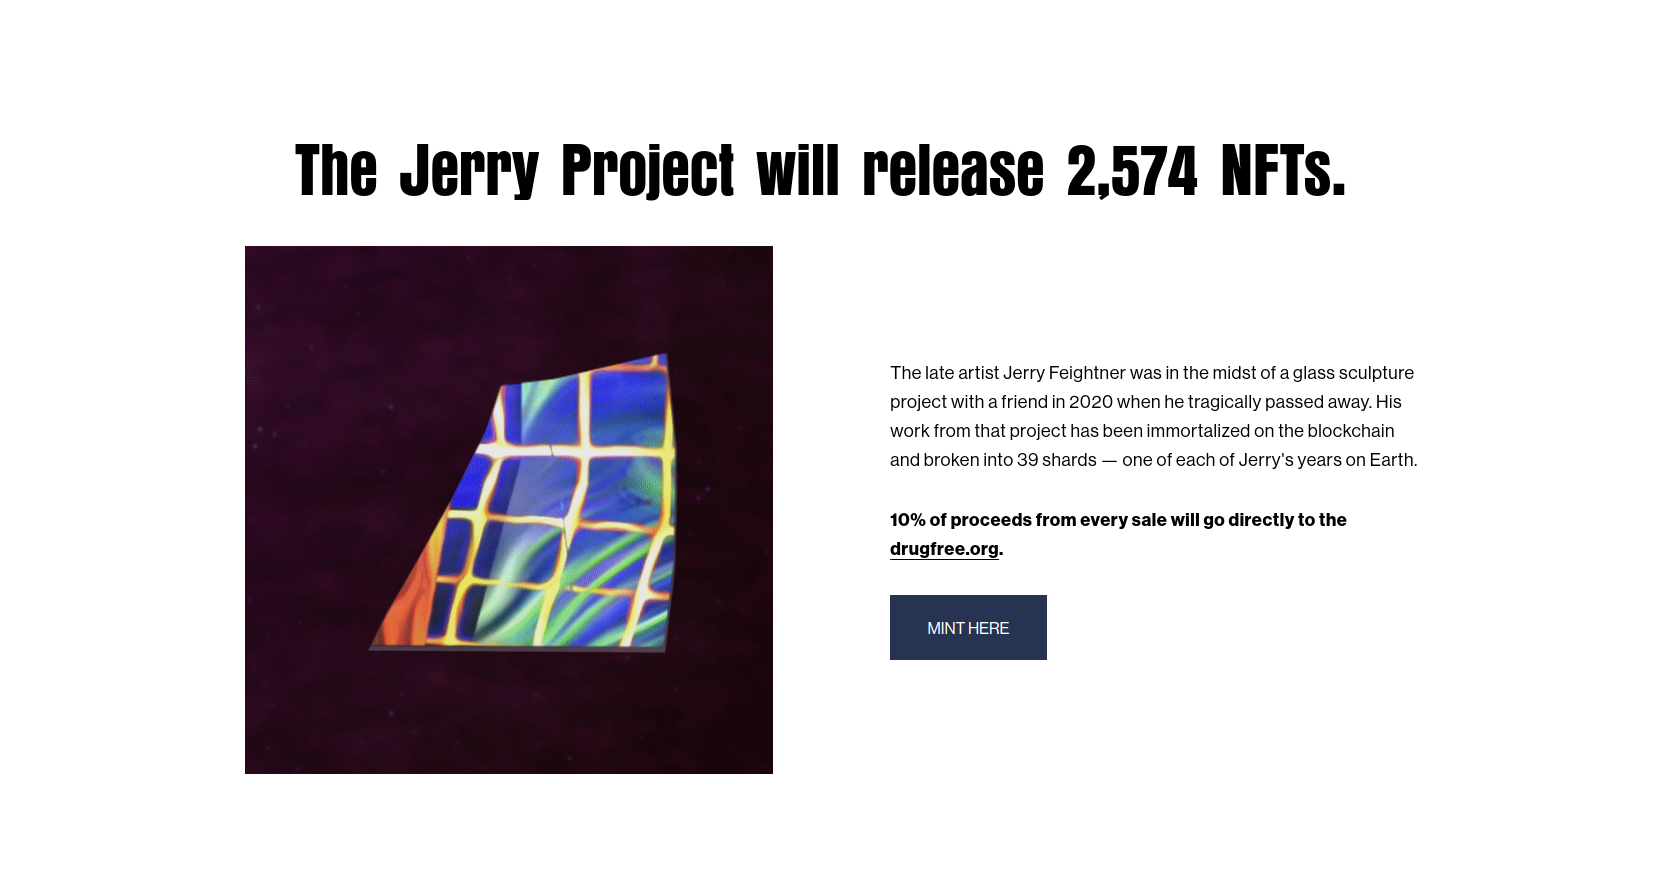 The Jerry Project will release 2,574 NFTs.
The late artist Jerry Feightner was in the midst of a glass sculpture
project with a friend in 2020 when he tragically passed away. His
work from that project has been immortalized on the blockchain
and broken into 39 shards — one of each of Jerry's years on Earth.
10% of proceeds from every sale will go directly to the
drugfree.org.
MINT HERE